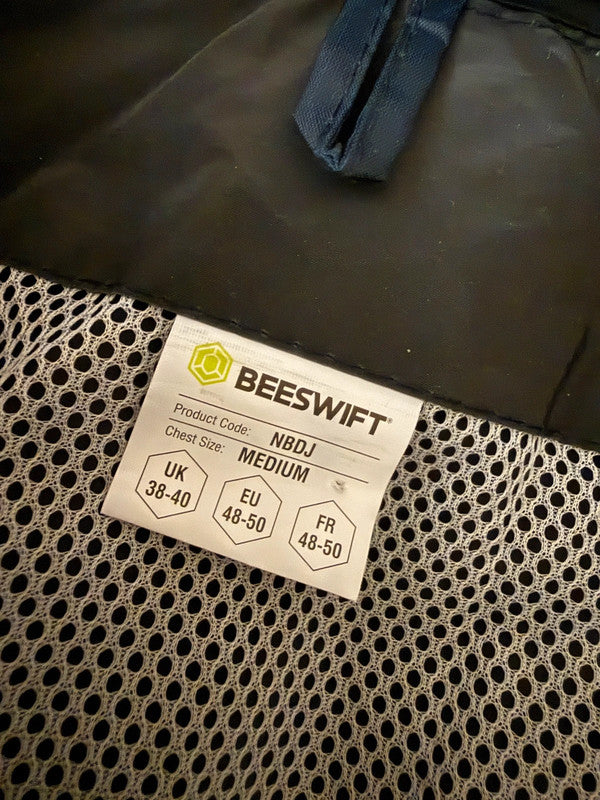 BEESWIFT®
Product Code: NBDJ
Chest Size: MEDIUM
UK
38-40
EU
48-50
FR
48-50